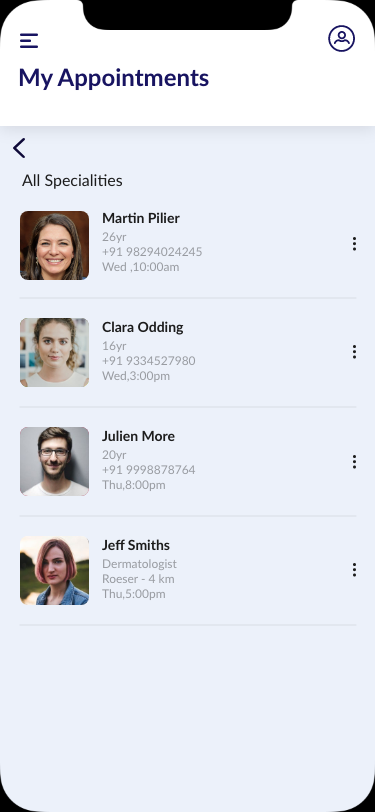 My Appointments
All Specialities
Martin Pilier
26yr
+91 98294024245
Wed ,10:00am
Clara Odding
16yr
+91 9334527980
Wed,3:00pm
Julien More
20yr
+91 9998878764
Thu,8:00pm
Jeff Smiths
Dermatologist
Roeser - 4 km
Thu,5:00pm